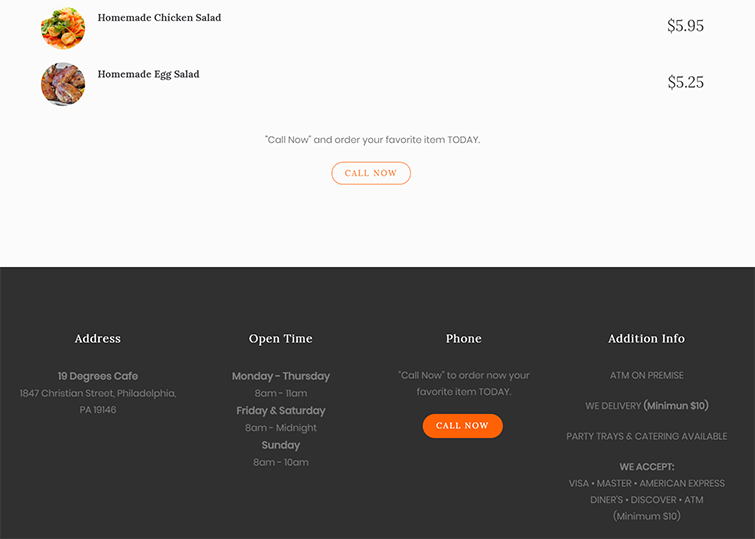 Homemade Chicken Salad
$5.95
Homemade Egg Salad
$5.25
"Call Now" and order your favorite item TODAY.
CALL NOW
Address
19 Degrees Cafe
1847 Christian Street, Philadelphia,
PA 19146
Open Time
Monday - Thursday
8am - 11am
Friday & Saturday
8am - Midnight
Sunday
8am - 10am
Phone
"Call Now" to order now your
favorite item TODAY.
CALL NOW
Addition Info
ATM ON PREMISE
WE DELIVERY (Minimun $10)
PARTY TRAYS & CATERING AVAILABLE
WE ACCEPT:
VISA • MASTER • AMERICAN EXPRESS
DINER'S • DISCOVER • ATM
(Minimum $10)